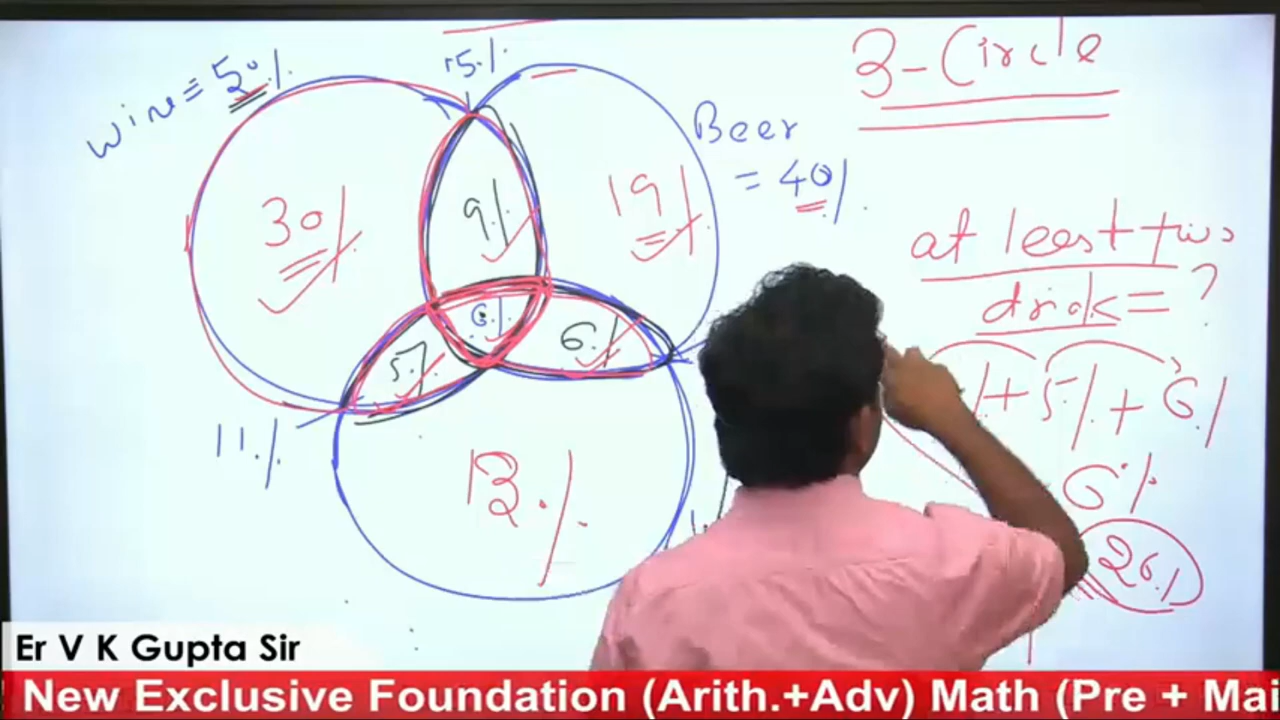 3-Circle
wine = 50%
15%
Beer
= 40%
30%
9%
19%
6%
5%
6%
11%
13%
at least two
drink = ?
%+5%+6%
6%
26%
Er V K Gupta Sir
New Exclusive Foundation (Arith.+Adv) Math (Pre + Mai